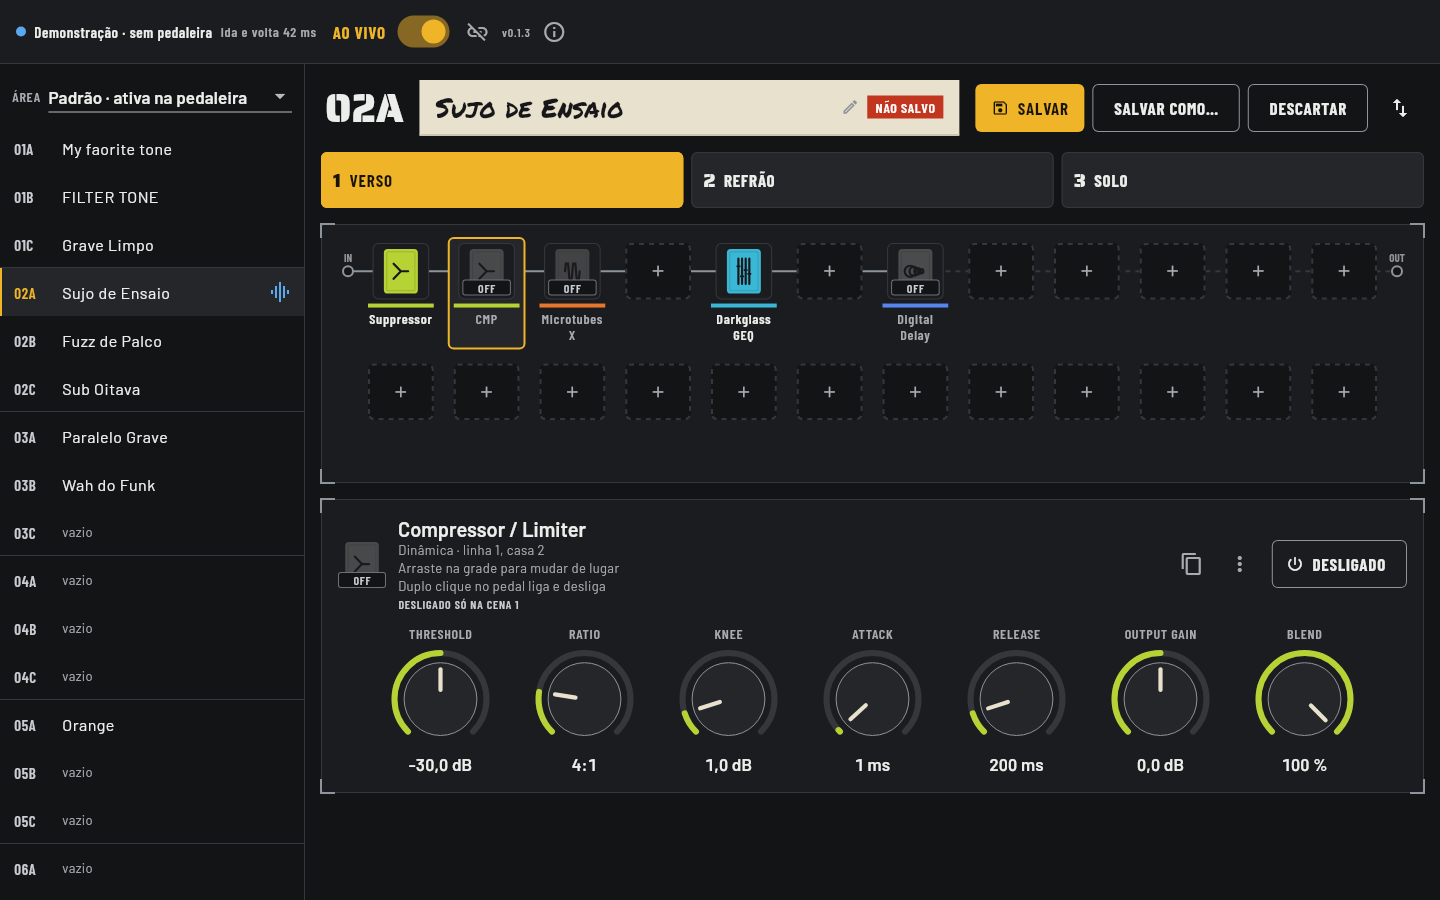 Demonstração · sem pedaleira Ida e volta 42 ms AO VIVO v0.1.3
ÁREA Padrão · ativa na pedaleira
01A My faorite tone
01B FILTER TONE
01C Grave Limpo
02A Sujo de Ensaio
02B Fuzz de Palco
02C Sub Oitava
03A Paralelo Grave
03B Wah do Funk
03C vazio
04A vazio
04B vazio
04C vazio
05A Orange
05B vazio
05C vazio
06A vazio
02A Sujo de Ensaio NÃO SALVO SALVAR SALVAR COMO... DESCARTAR
1 VERSO 2 REFRÃO 3 SOLO
IN OUT
OFF OFF OFF
Suppressor CMP Microtubes X Darkglass GEQ Digital Delay
Compressor / Limiter
Dinâmica · linha 1, casa 2
Arraste na grade para mudar de lugar
Duplo clique no pedal liga e desliga
DESLIGADO SÓ NA CENA 1
OFF
DESLIGADO
THRESHOLD RATIO KNEE ATTACK RELEASE OUTPUT GAIN BLEND
-30,0 dB 4:1 1,0 dB 1 ms 200 ms 0,0 dB 100 %